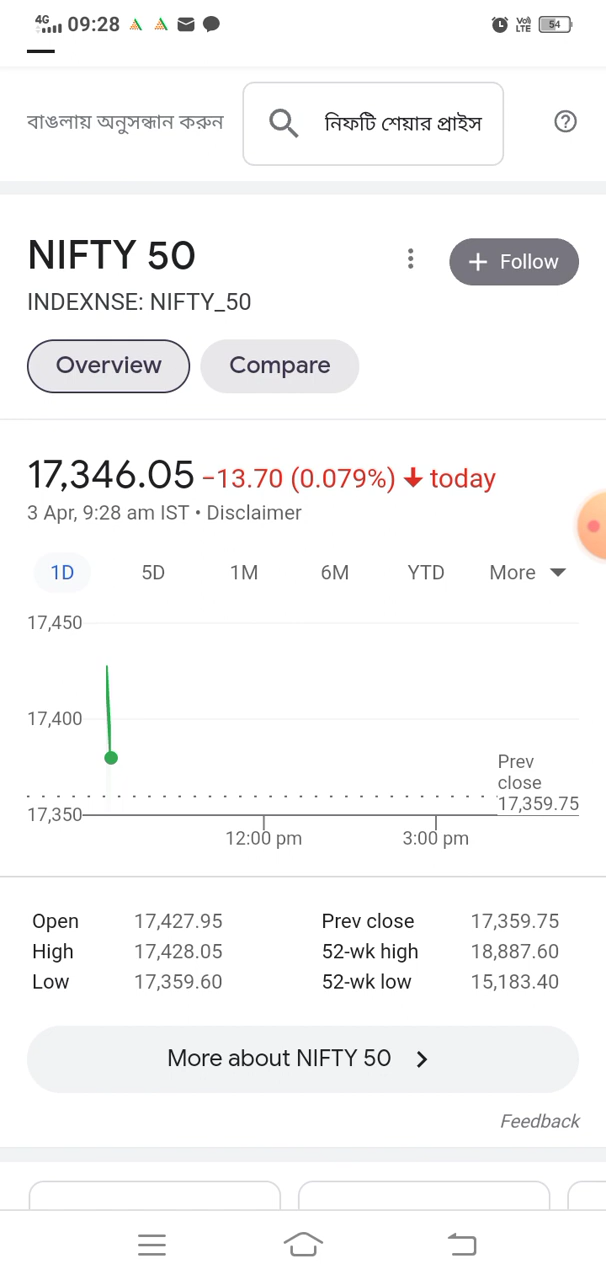 4G 09:28 Voll LTE 54
বাঙলায় অনুসন্ধান করুন নিফটি শেয়ার প্রাইস
NIFTY 50
+ Follow
INDEXNSE: NIFTY_50
Overview Compare
17,346.05 −13.70 (0.079%) ↓ today
3 Apr, 9:28 am IST • Disclaimer
1D 5D 1M 6M YTD More
17,450
17,400
Prev
close
17,359.75
17,350
12:00 pm 3:00 pm
Open 17,427.95 Prev close 17,359.75
High 17,428.05 52-wk high 18,887.60
Low 17,359.60 52-wk low 15,183.40
More about NIFTY 50 >
Feedback